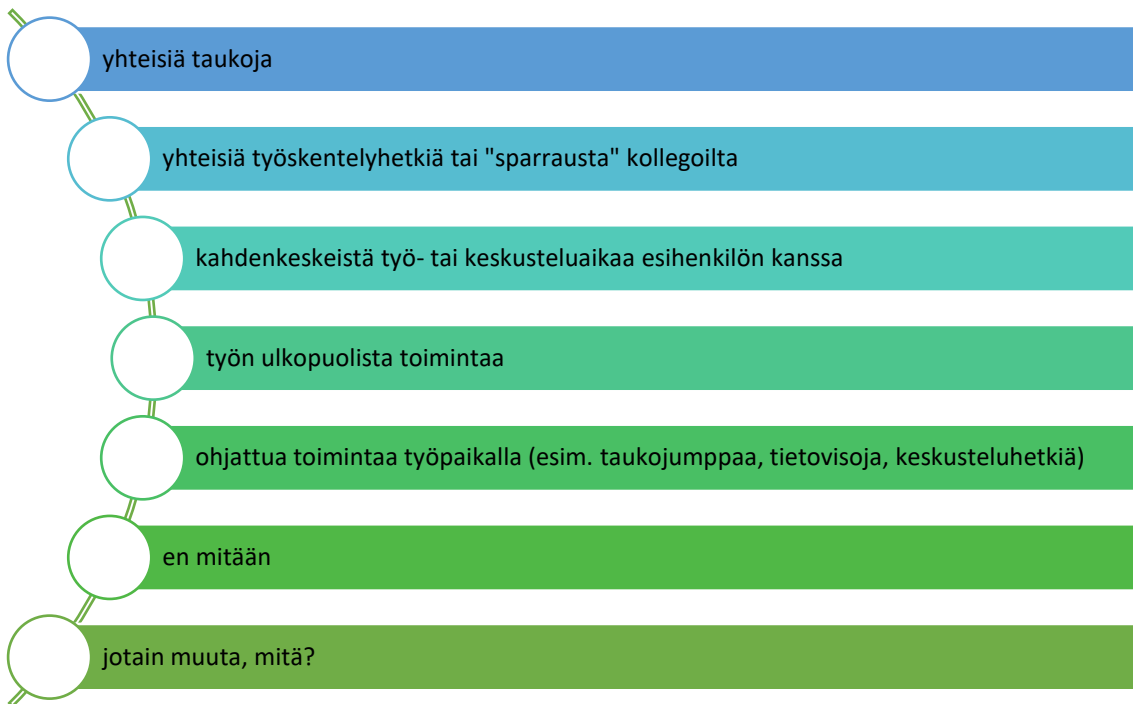 yhteisiä taukoja
yhteisiä työskentelyhetkiä tai "sparrausta" kollegoilta
kahdenkeskeistä työ- tai keskusteluaikaa esihenkilön kanssa
työn ulkopuolista toimintaa
ohjattua toimintaa työpaikalla (esim. taukojumppaa, tietovisoja, keskusteluhetkiä)
en mitään
jotain muuta, mitä?